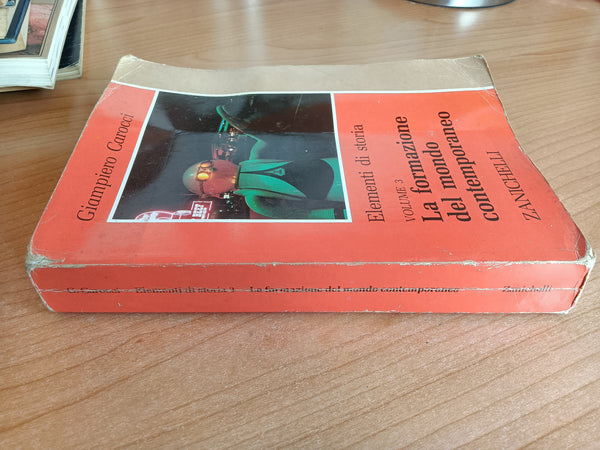 Giampiero Carocci
Elementi di storia
VOLUME 3
La formazione
del mondo
contemporaneo
ZANICHELLI
G. Carocci Elementi di storia 3 La formazione del mondo contemporaneo Zanichelli